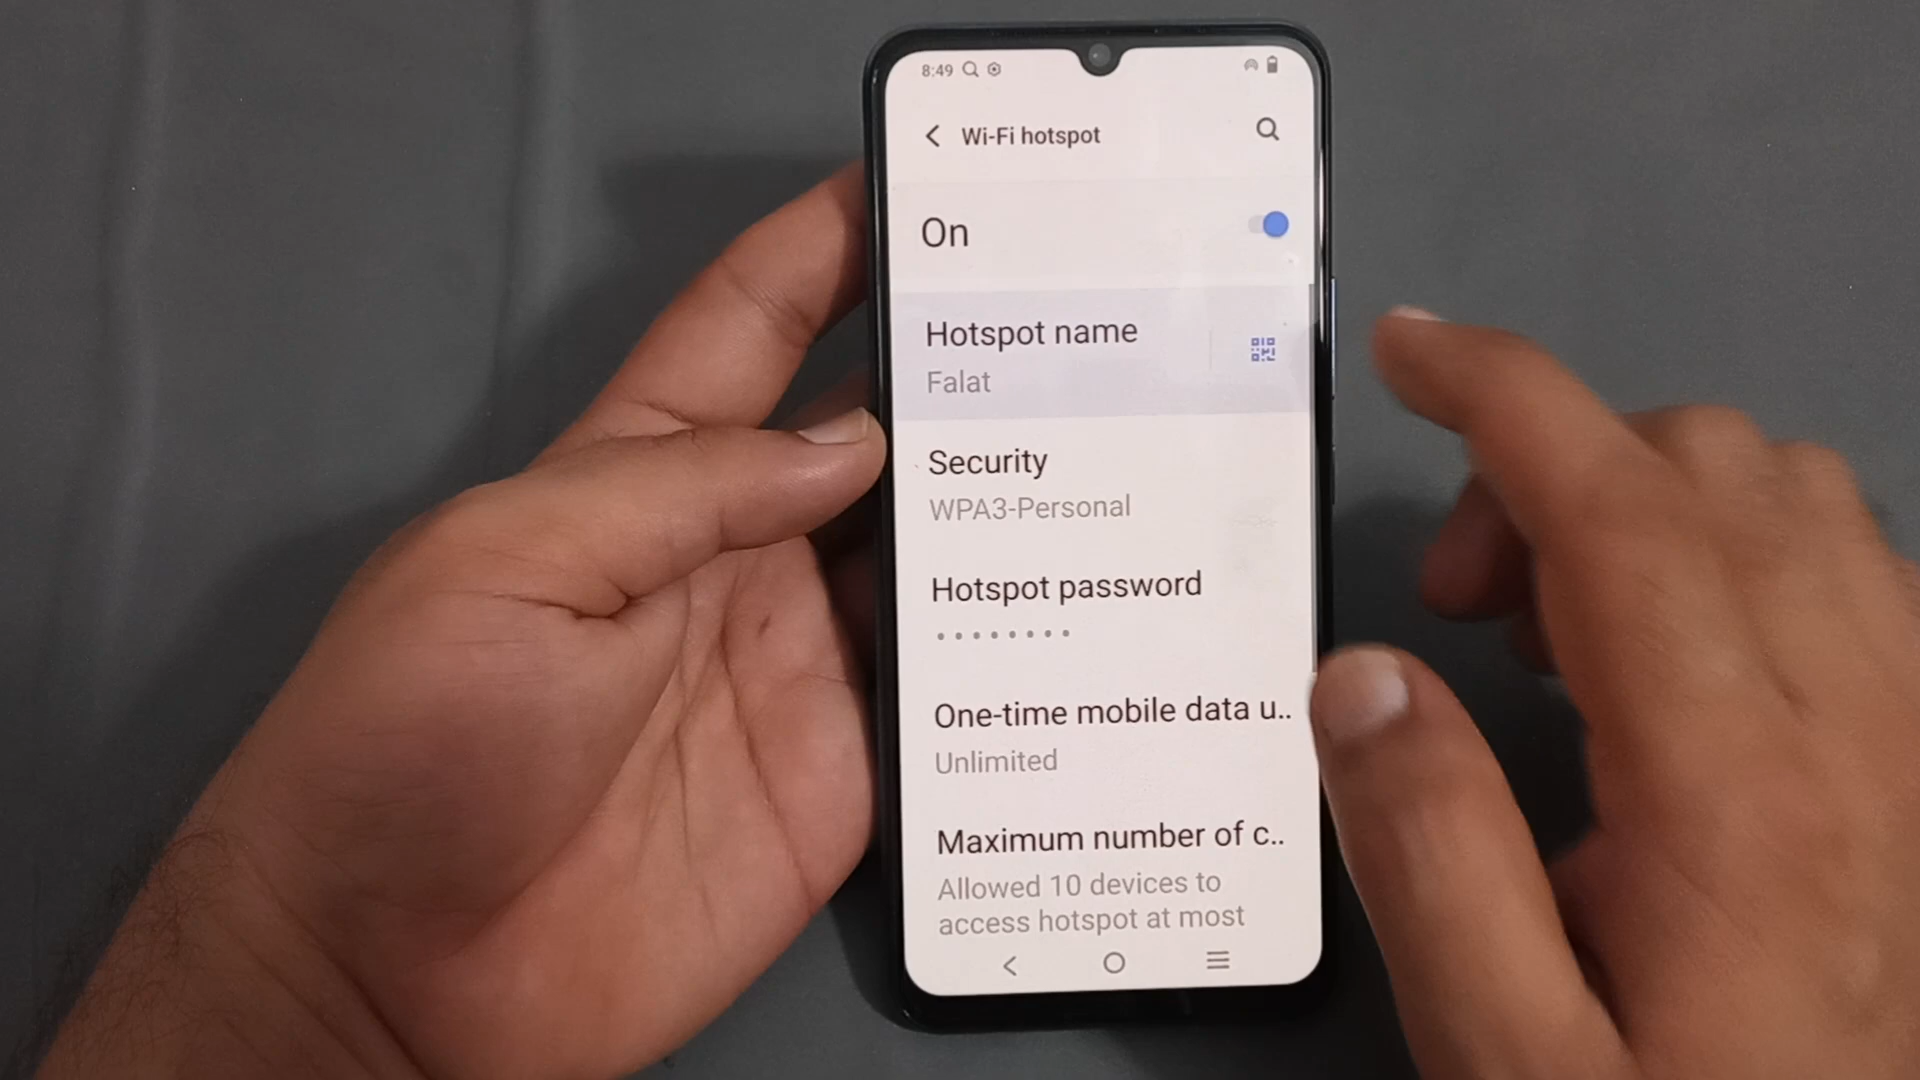 8:49
Wi-Fi hotspot
On
Hotspot name
Falat
Security
WPA3-Personal
Hotspot password
• • • • • • • •
One-time mobile data u..
Unlimited
Maximum number of c..
Allowed 10 devices to
access hotspot at most